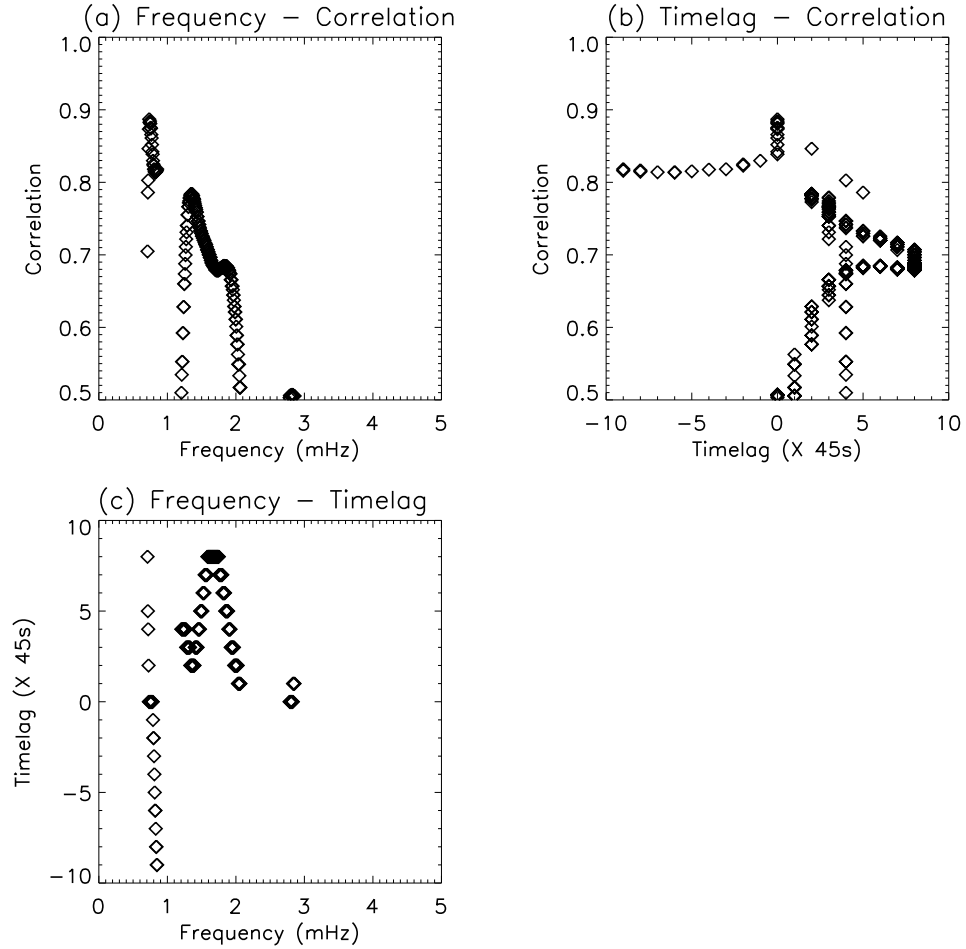 (a) Frequency – Correlation
1.0
0.9
0.8
0.7
0.6
0.5
Correlation
0 1 2 3 4 5
Frequency (mHz)
(b) Timelag – Correlation
1.0
0.9
0.8
0.7
0.6
0.5
Correlation
−10 −5 0 5 10
Timelag (X 45s)
(c) Frequency – Timelag
10
5
0
−5
−10
Timelag (X 45s)
0 1 2 3 4 5
Frequency (mHz)